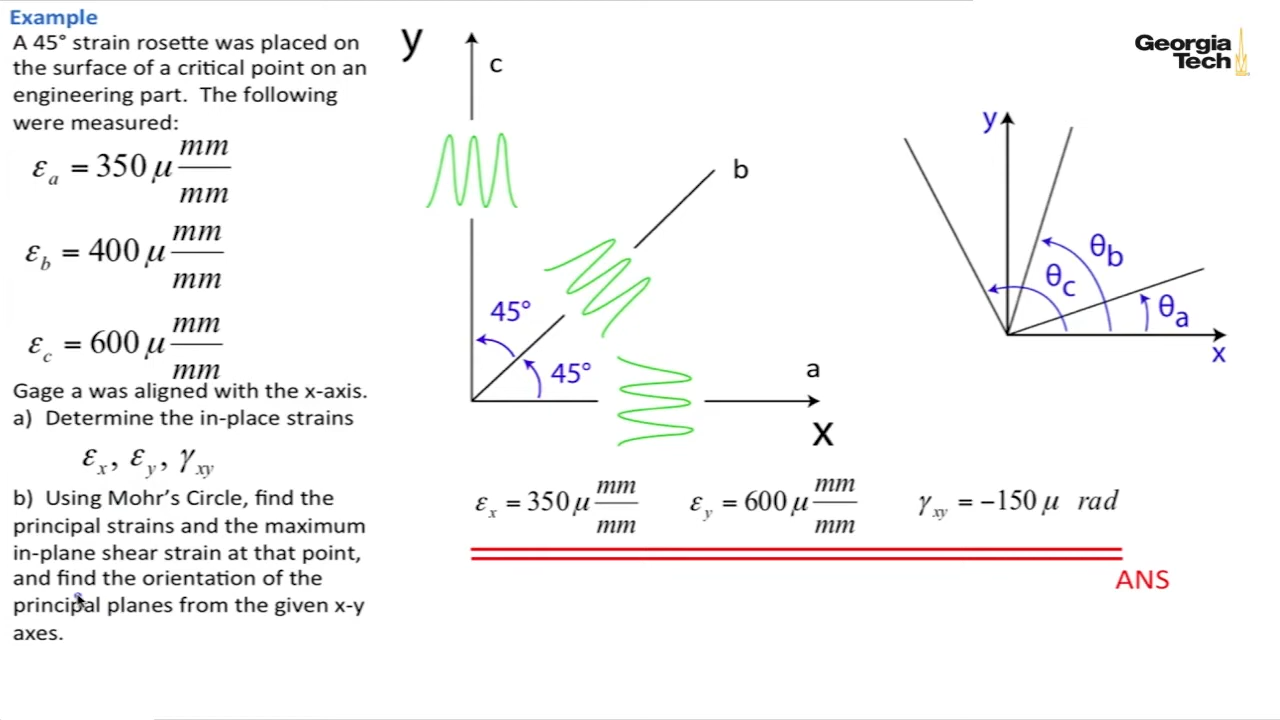 Example
A 45° strain rosette was placed on
the surface of a critical point on an
engineering part. The following
were measured:
εa = 350 μ mm/mm
εb = 400 μ mm/mm
εc = 600 μ mm/mm
Gage a was aligned with the x-axis.
a) Determine the in-place strains
εx, εy, γxy
b) Using Mohr's Circle, find the
principal strains and the maximum
in-plane shear strain at that point,
and find the orientation of the
principal planes from the given x-y
axes.
y
c
b
45°
45°
a
x
Georgia
Tech
y
θb
θc
θa
x
εx = 350 μ mm/mm εy = 600 μ mm/mm γxy = −150 μ rad
ANS